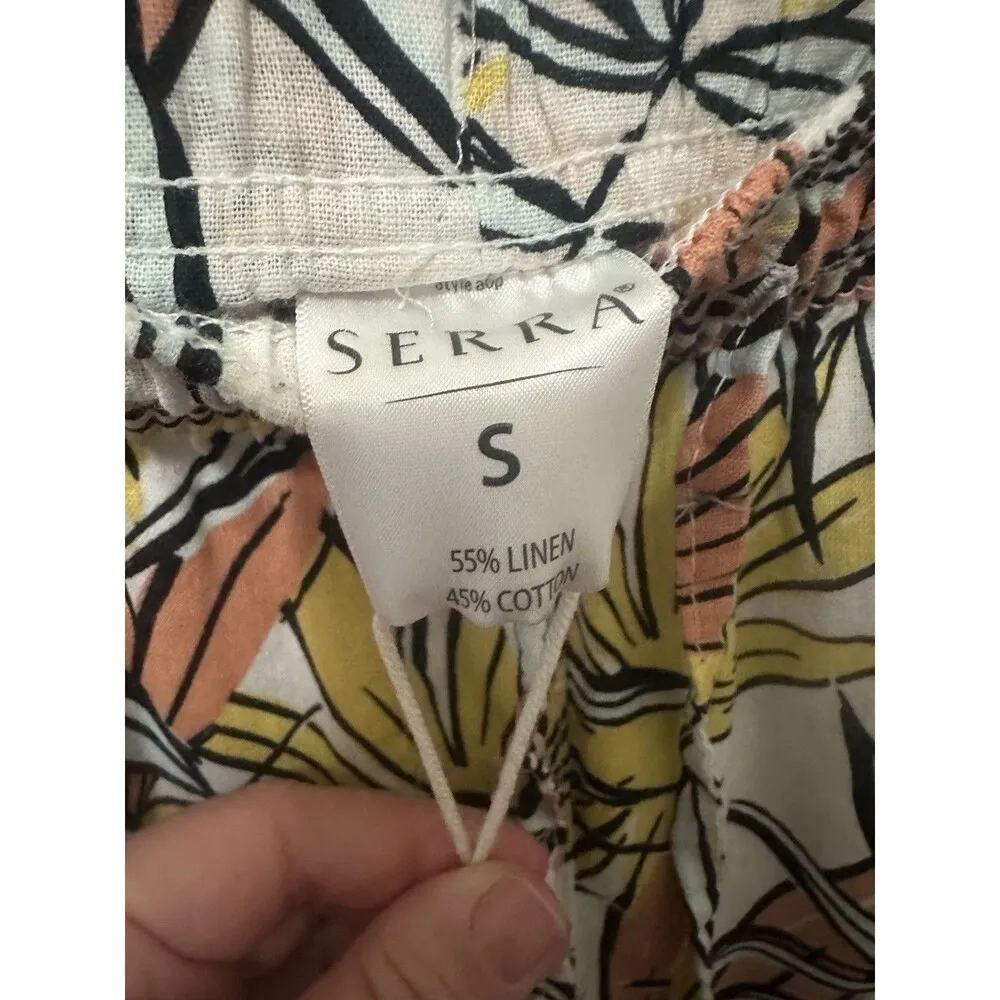 SERRA®
S
55% LINEN
45% COTTON